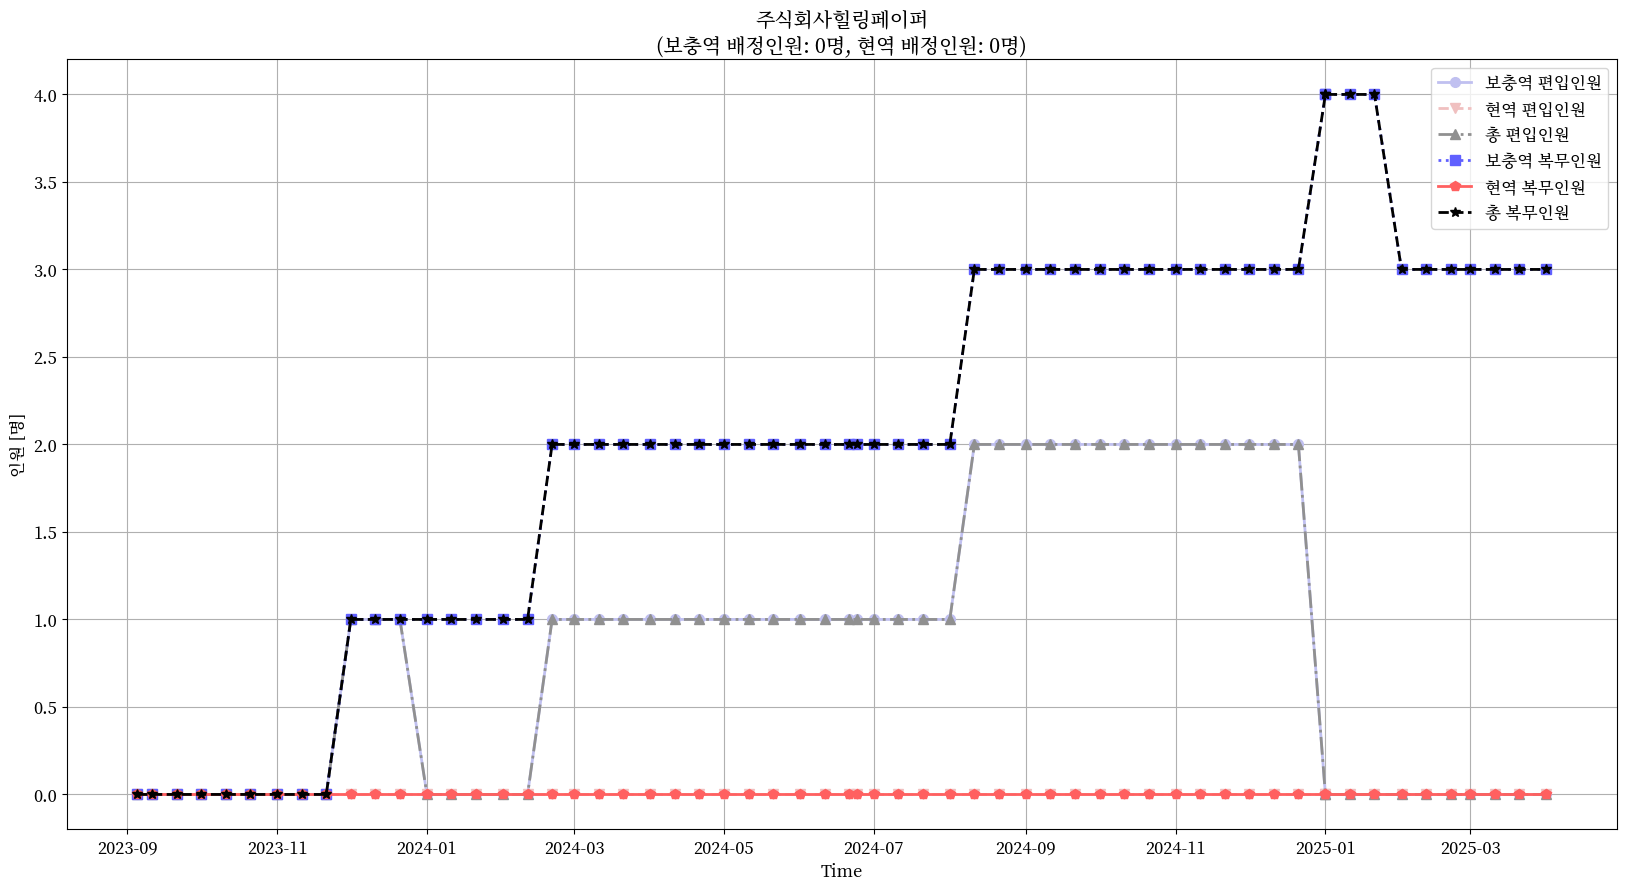 주식회사힐링페이퍼
(보충역 배정인원: 0명, 현역 배정인원: 0명)
보충역 편입인원
현역 편입인원
총 편입인원
보충역 복무인원
현역 복무인원
총 복무인원
인원 [명]
4.0
3.5
3.0
2.5
2.0
1.5
1.0
0.5
0.0
2023-09
2023-11
2024-01
2024-03
2024-05
2024-07
2024-09
2024-11
2025-01
2025-03
Time